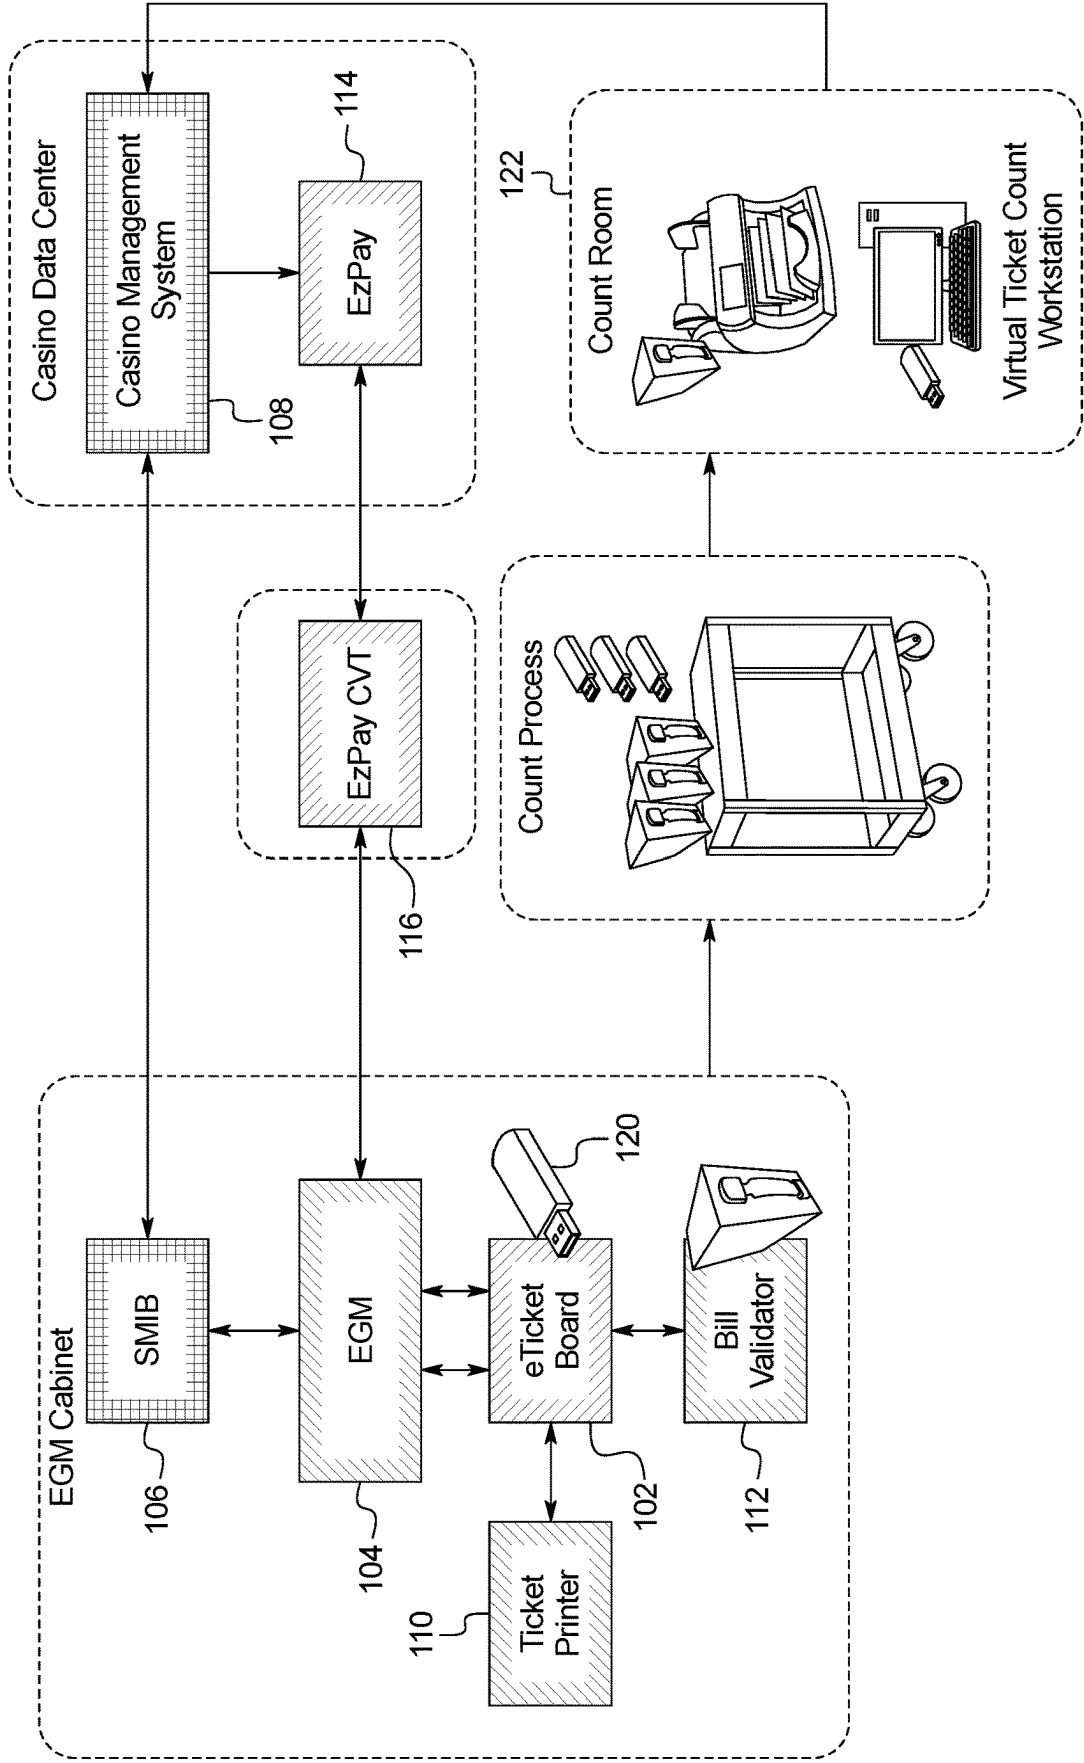 EGM Cabinet
SMIB
106
EGM
104
eTicket
Board
102
120
Ticket
Printer
110
Bill
Validator
112
EzPay CVT
116
Casino Data Center
Casino Management
System
108
EzPay
114
Count Process
Count Room
122
Virtual Ticket Count
Workstation